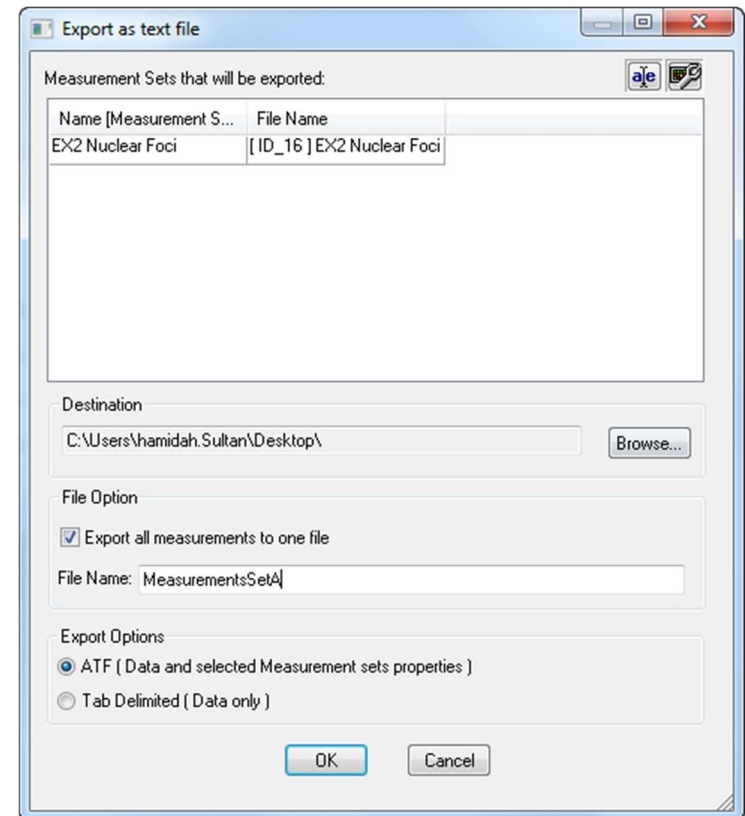 Export as text file
Measurement Sets that will be exported:
a|e
Name [Measurement S... File Name
EX2 Nuclear Foci [ ID_16 ] EX2 Nuclear Foci
Destination
C:\Users\hamidah.Sultan\Desktop\
Browse...
File Option
Export all measurements to one file
File Name: MeasurementsSetA
Export Options
ATF ( Data and selected Measurement sets properties )
Tab Delimited ( Data only )
OK Cancel